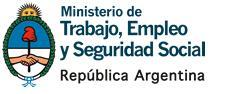 Ministerio de
Trabajo, Empleo
y Seguridad Social
República Argentina